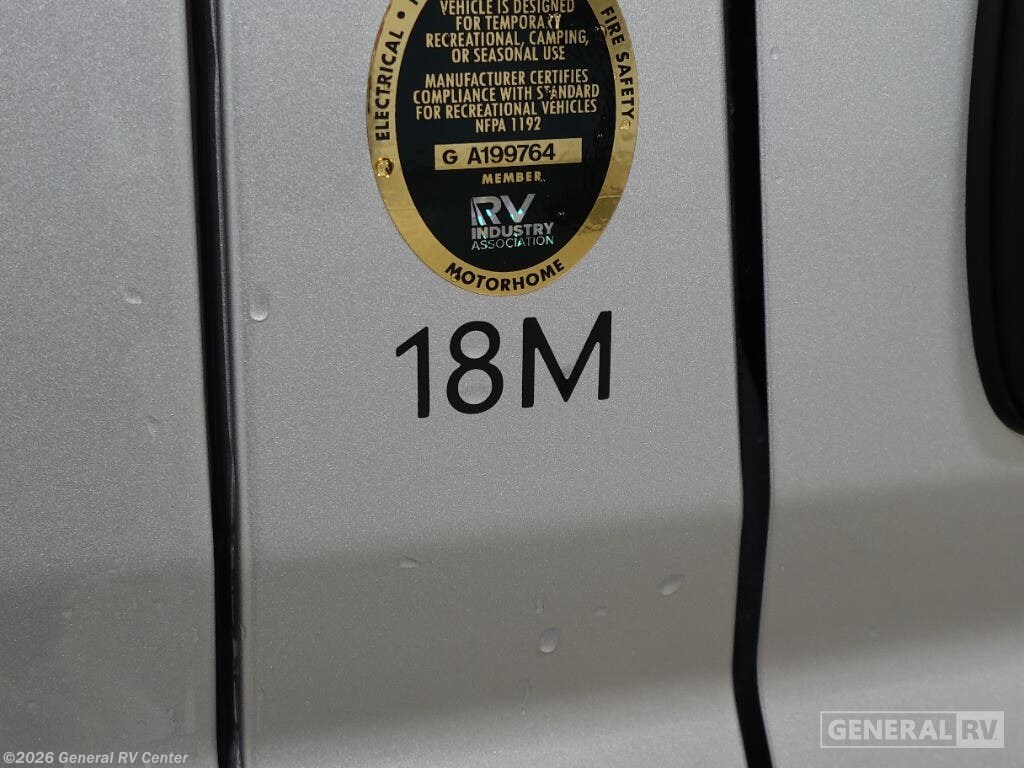 ELECTRICAL •
FIRE SAFETY
VEHICLE IS DESIGNED
FOR TEMPORARY
RECREATIONAL, CAMPING,
OR SEASONAL USE
MANUFACTURER CERTIFIES
COMPLIANCE WITH STANDARD
FOR RECREATIONAL VEHICLES
NFPA 1192
G A199764
MEMBER
RV
INDUSTRY
ASSOCIATION
MOTORHOME
18M
GENERAL RV
©2026 General RV Center